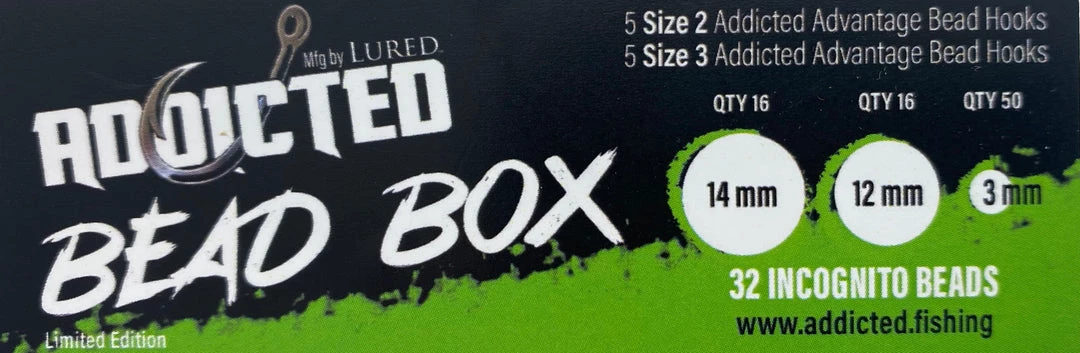 Mfg by LURED
ADDICTED
BEAD BOX
Limited Edition
5 Size 2 Addicted Advantage Bead Hooks
5 Size 3 Addicted Advantage Bead Hooks
QTY 16 QTY 16 QTY 50
14 mm 12 mm 3 mm
32 INCOGNITO BEADS
www.addicted.fishing